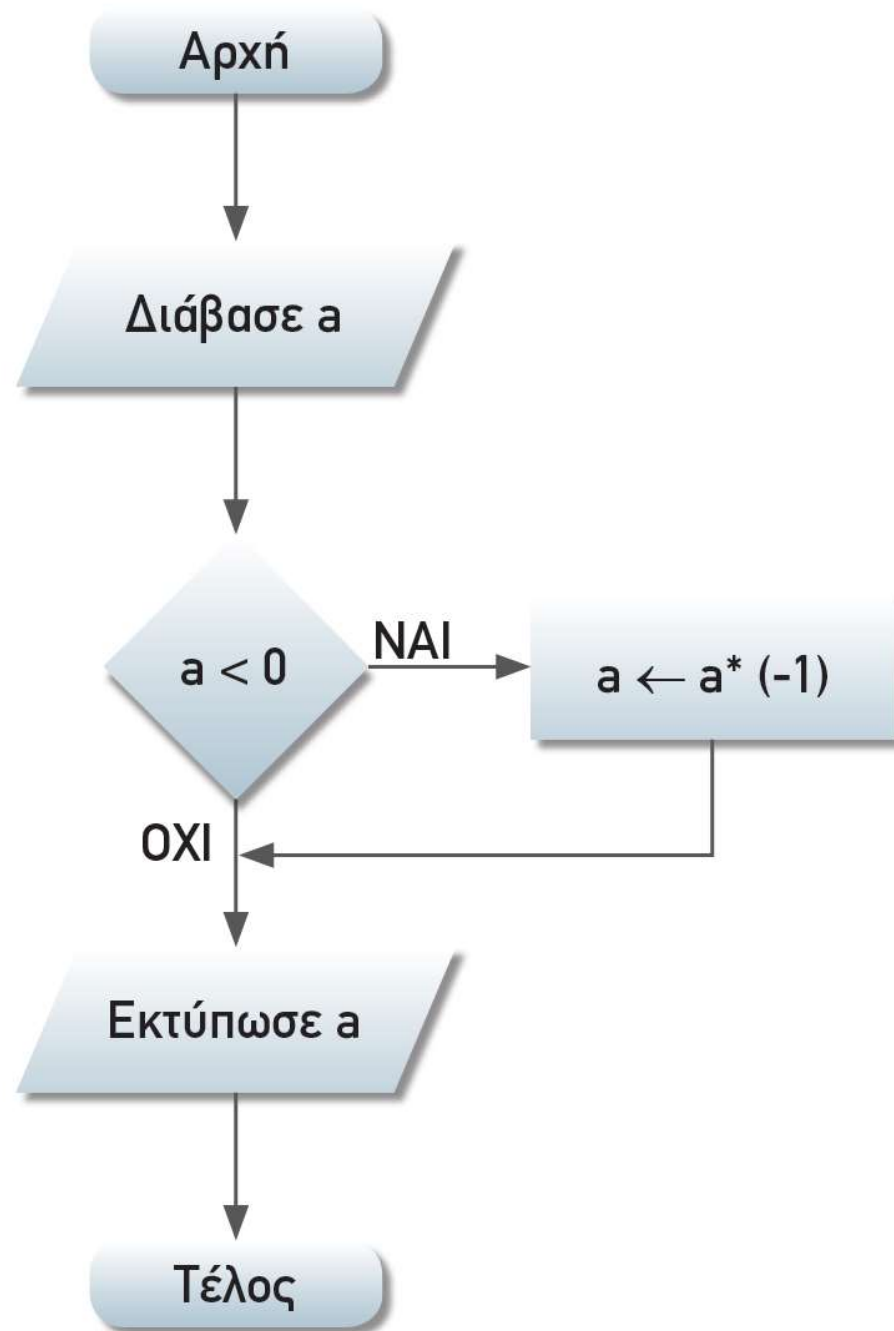 Αρχή
Διάβασε a
a < 0
ΝΑΙ
a ← a* (-1)
ΟΧΙ
Εκτύπωσε a
Τέλος